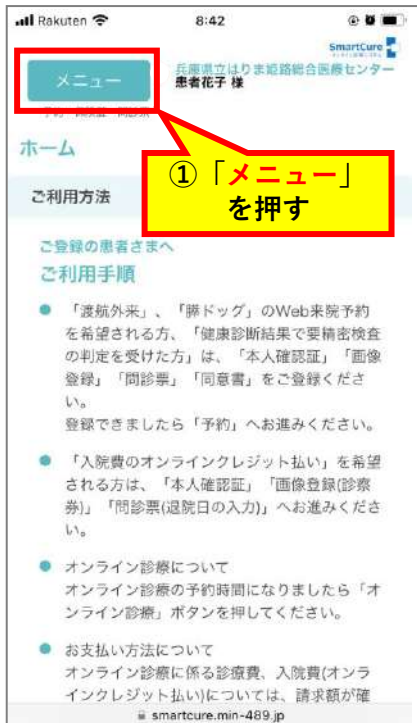 Rakuten 8:42
SmartCure
メニュー
兵庫県立はりま姫路総合医療センター
患者花子 様
ホーム
①「メニュー」
を押す
ご利用方法
ご登録の患者さまへ
ご利用手順
「渡航外来」、「膵ドッグ」のWeb来院予約
を希望される方、「健康診断結果で要精密検査
の判定を受けた方」は、「本人確認証」「画像
登録」「問診票」「同意書」をご登録くださ
い。
登録できましたら「予約」へお進みください。
「入院費のオンラインクレジット払い」を希望
される方は、「本人確認証」「画像登録(診察
券)」「問診票(退院日の入力)」へお進みくださ
い。
オンライン診療について
オンライン診療の予約時間になりましたら「オ
ンライン診療」ボタンを押してください。
お支払い方法について
オンライン診療に係る診療費、入院費(オンラ
インクレジット払い)については、請求額が確
smartcure.min-489.jp